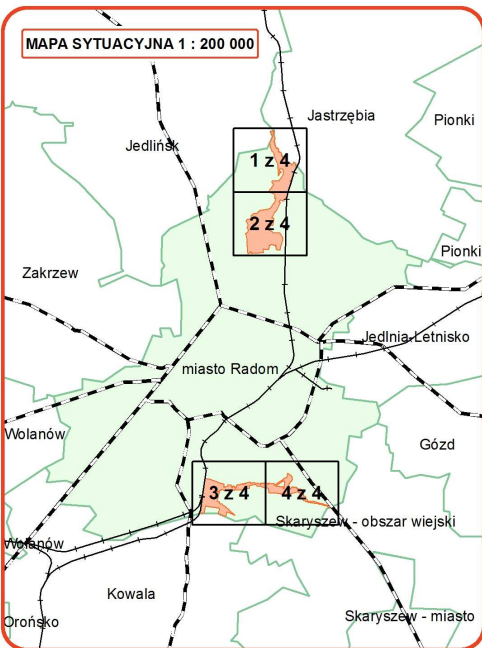 MAPA SYTUACYJNA 1 : 200 000
Jastrzębia
Pionki
Jedlińsk
1 z 4
2 z 4
Pionki
Zakrzew
Jedlnia-Letnisko
miasto Radom
Wolanów
Gózd
3 z 4
4 z 4
Skaryszew - obszar wiejski
Wolanów
Kowala
Orońsko
Skaryszew - miasto